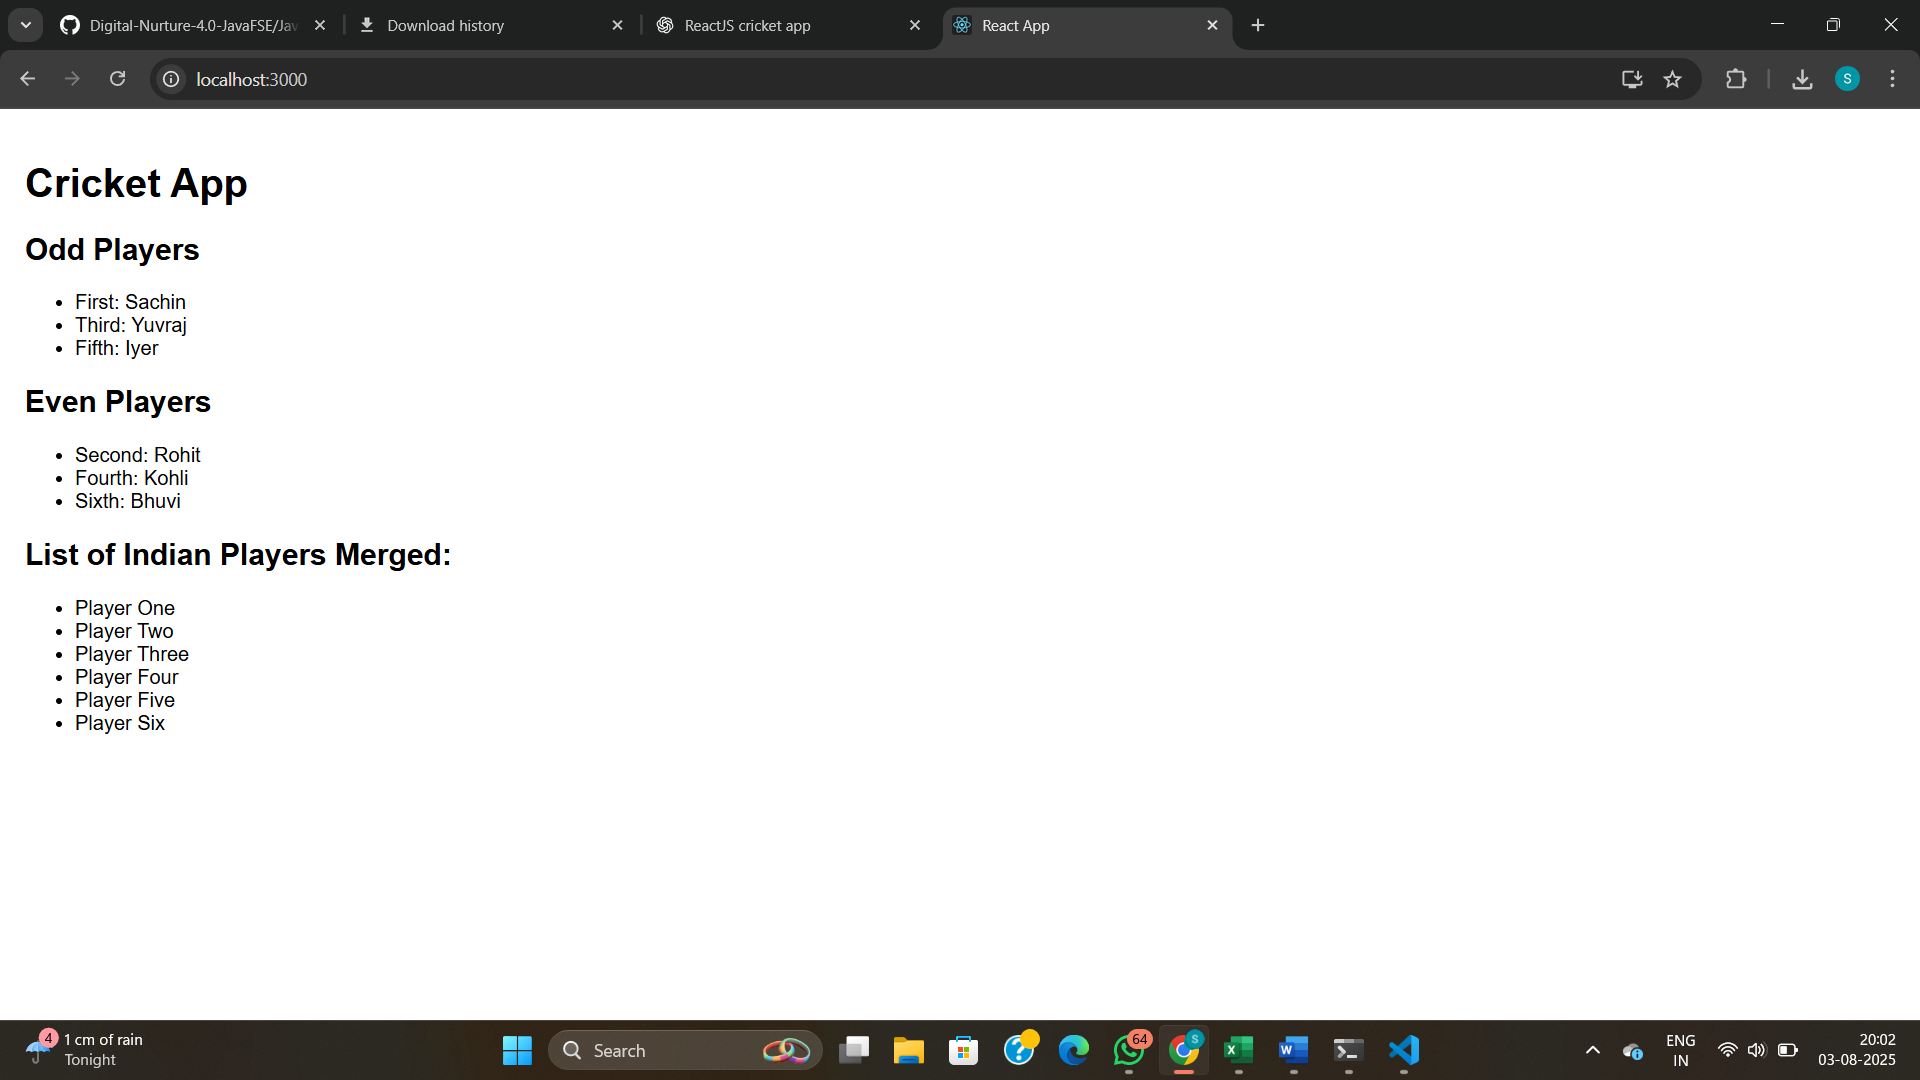 Digital-Nurture-4.0-JavaFSE/Jav
Download history
ReactJS cricket app
React App
localhost:3000
S
Cricket App
Odd Players
First: Sachin
Third: Yuvraj
Fifth: Iyer
Even Players
Second: Rohit
Fourth: Kohli
Sixth: Bhuvi
List of Indian Players Merged:
Player One
Player Two
Player Three
Player Four
Player Five
Player Six
4
1 cm of rain
Tonight
Search
64
S
ENG
IN
20:02
03-08-2025